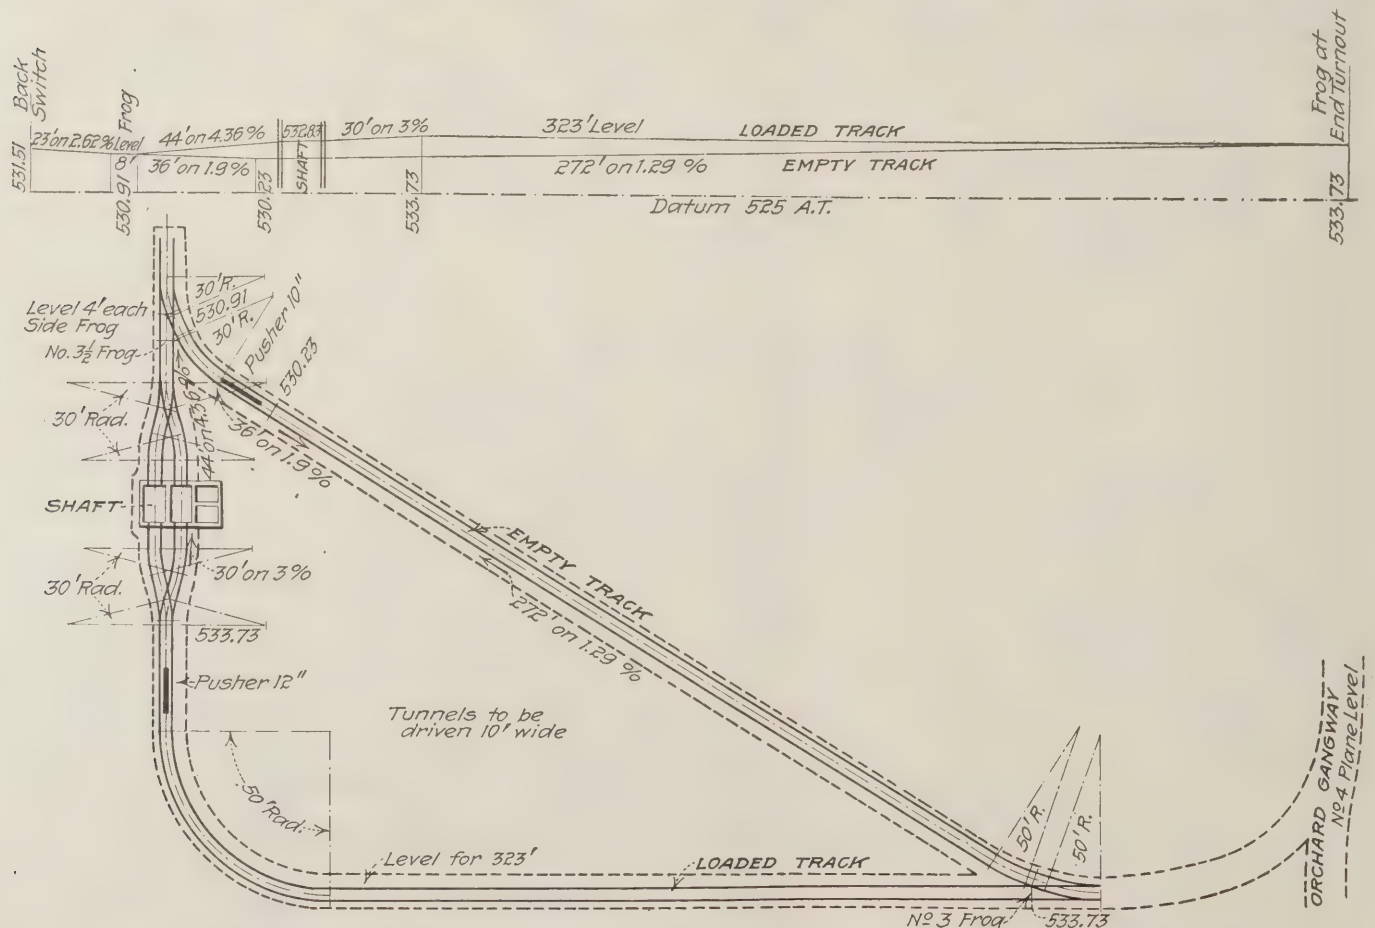 Back
Switch
531.51
23' on 2.62%
Level
8'
Frog
530.91
44' on 4.36%
36' on 1.9%
530.23
532.83
SHAFT
30' on 3%
533.73
323' Level
LOADED TRACK
272' on 1.29 %
EMPTY TRACK
Datum 525 A.T.
Frog at
End Turnout
533.73
Level 4' each
Side Frog
No. 3½ Frog
30' R.
530.91
30' R.
Pusher 10"
530.23
30' Rad.
44' on 4.36%
36' on 1.9%
SHAFT
30' Rad.
30' on 3%
533.73
Pusher 12"
EMPTY TRACK
272' on 1.29 %
Tunnels to be
driven 10' wide
50' Rad.
Level for 323'
LOADED TRACK
50' R.
50' R.
Nº 3 Frog
533.73
ORCHARD GANGWAY
Nº 4 Plane Level